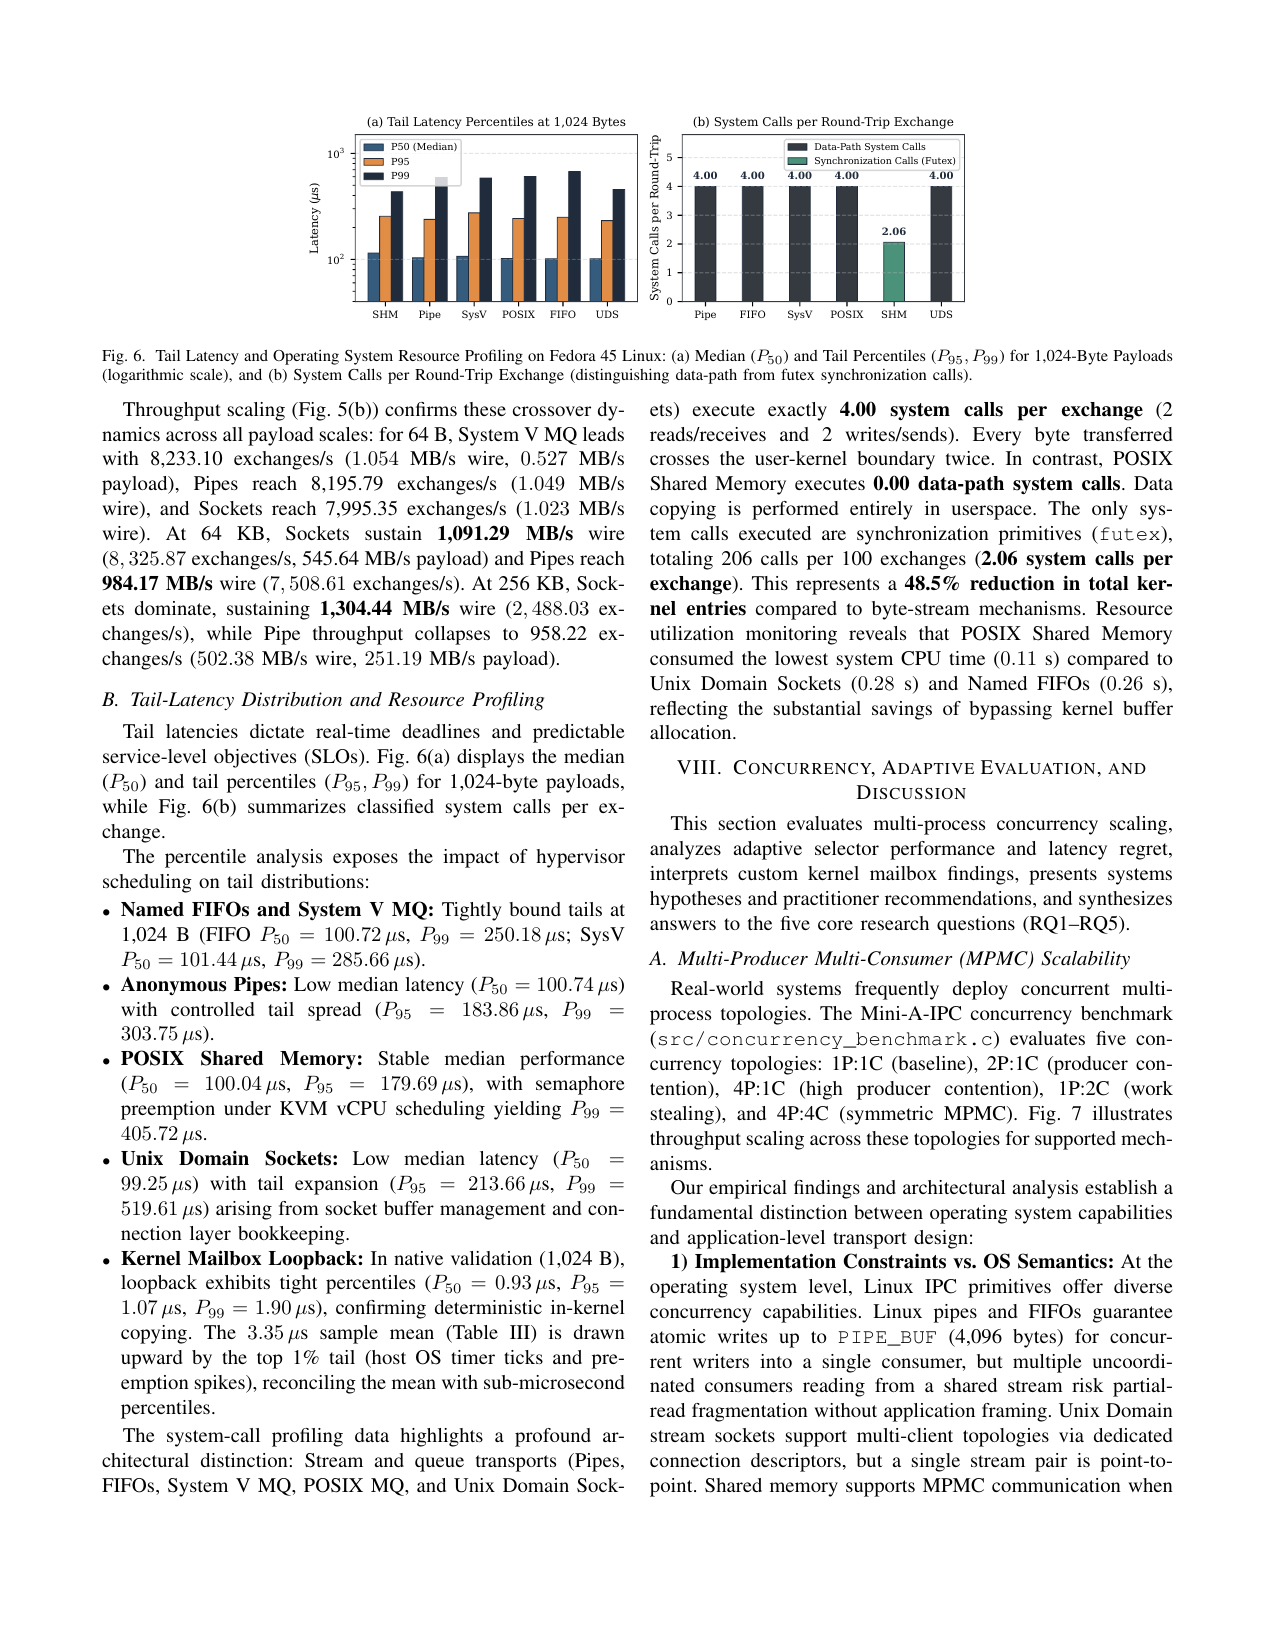 (a) Tail Latency Percentiles at 1,024 Bytes
Latency (μs)
10³
10²
P50 (Median)
P95
P99
SHM Pipe SysV POSIX FIFO UDS
(b) System Calls per Round-Trip Exchange
System Calls per Round-Trip
5
4
3
2
1
0
Data-Path System Calls
Synchronization Calls (Futex)
4.00 4.00 4.00 4.00 2.06 4.00
Pipe FIFO SysV POSIX SHM UDS
Fig. 6. Tail Latency and Operating System Resource Profiling on Fedora 45 Linux: (a) Median (P50) and Tail Percentiles (P95, P99) for 1,024-Byte Payloads
(logarithmic scale), and (b) System Calls per Round-Trip Exchange (distinguishing data-path from futex synchronization calls).
Throughput scaling (Fig. 5(b)) confirms these crossover dy-
namics across all payload scales: for 64 B, System V MQ leads
with 8,233.10 exchanges/s (1.054 MB/s wire, 0.527 MB/s
payload), Pipes reach 8,195.79 exchanges/s (1.049 MB/s
wire), and Sockets reach 7,995.35 exchanges/s (1.023 MB/s
wire). At 64 KB, Sockets sustain 1,091.29 MB/s wire
(8, 325.87 exchanges/s, 545.64 MB/s payload) and Pipes reach
984.17 MB/s wire (7, 508.61 exchanges/s). At 256 KB, Sock-
ets dominate, sustaining 1,304.44 MB/s wire (2, 488.03 ex-
changes/s), while Pipe throughput collapses to 958.22 ex-
changes/s (502.38 MB/s wire, 251.19 MB/s payload).
B. Tail-Latency Distribution and Resource Profiling
Tail latencies dictate real-time deadlines and predictable
service-level objectives (SLOs). Fig. 6(a) displays the median
(P50) and tail percentiles (P95, P99) for 1,024-byte payloads,
while Fig. 6(b) summarizes classified system calls per ex-
change.
The percentile analysis exposes the impact of hypervisor
scheduling on tail distributions:
• Named FIFOs and System V MQ: Tightly bound tails at
1,024 B (FIFO P50 = 100.72 μs, P99 = 250.18 μs; SysV
P50 = 101.44 μs, P99 = 285.66 μs).
• Anonymous Pipes: Low median latency (P50 = 100.74 μs)
with controlled tail spread (P95 = 183.86 μs, P99 =
303.75 μs).
• POSIX Shared Memory: Stable median performance
(P50 = 100.04 μs, P95 = 179.69 μs), with semaphore
preemption under KVM vCPU scheduling yielding P99 =
405.72 μs.
• Unix Domain Sockets: Low median latency (P50 =
99.25 μs) with tail expansion (P95 = 213.66 μs, P99 =
519.61 μs) arising from socket buffer management and con-
nection layer bookkeeping.
• Kernel Mailbox Loopback: In native validation (1,024 B),
loopback exhibits tight percentiles (P50 = 0.93 μs, P95 =
1.07 μs, P99 = 1.90 μs), confirming deterministic in-kernel
copying. The 3.35 μs sample mean (Table III) is drawn
upward by the top 1% tail (host OS timer ticks and pre-
emption spikes), reconciling the mean with sub-microsecond
percentiles.
The system-call profiling data highlights a profound ar-
chitectural distinction: Stream and queue transports (Pipes,
FIFOs, System V MQ, POSIX MQ, and Unix Domain Sock-
ets) execute exactly 4.00 system calls per exchange (2
reads/receives and 2 writes/sends). Every byte transferred
crosses the user-kernel boundary twice. In contrast, POSIX
Shared Memory executes 0.00 data-path system calls. Data
copying is performed entirely in userspace. The only sys-
tem calls executed are synchronization primitives (futex),
totaling 206 calls per 100 exchanges (2.06 system calls per
exchange). This represents a 48.5% reduction in total ker-
nel entries compared to byte-stream mechanisms. Resource
utilization monitoring reveals that POSIX Shared Memory
consumed the lowest system CPU time (0.11 s) compared to
Unix Domain Sockets (0.28 s) and Named FIFOs (0.26 s),
reflecting the substantial savings of bypassing kernel buffer
allocation.
VIII. CONCURRENCY, ADAPTIVE EVALUATION, AND
DISCUSSION
This section evaluates multi-process concurrency scaling,
analyzes adaptive selector performance and latency regret,
interprets custom kernel mailbox findings, presents systems
hypotheses and practitioner recommendations, and synthesizes
answers to the five core research questions (RQ1–RQ5).
A. Multi-Producer Multi-Consumer (MPMC) Scalability
Real-world systems frequently deploy concurrent multi-
process topologies. The Mini-A-IPC concurrency benchmark
(src/concurrency_benchmark.c) evaluates five con-
currency topologies: 1P:1C (baseline), 2P:1C (producer con-
tention), 4P:1C (high producer contention), 1P:2C (work
stealing), and 4P:4C (symmetric MPMC). Fig. 7 illustrates
throughput scaling across these topologies for supported mech-
anisms.
Our empirical findings and architectural analysis establish a
fundamental distinction between operating system capabilities
and application-level transport design:
1) Implementation Constraints vs. OS Semantics: At the
operating system level, Linux IPC primitives offer diverse
concurrency capabilities. Linux pipes and FIFOs guarantee
atomic writes up to PIPE_BUF (4,096 bytes) for concur-
rent writers into a single consumer, but multiple uncoordi-
nated consumers reading from a shared stream risk partial-
read fragmentation without application framing. Unix Domain
stream sockets support multi-client topologies via dedicated
connection descriptors, but a single stream pair is point-to-
point. Shared memory supports MPMC communication when